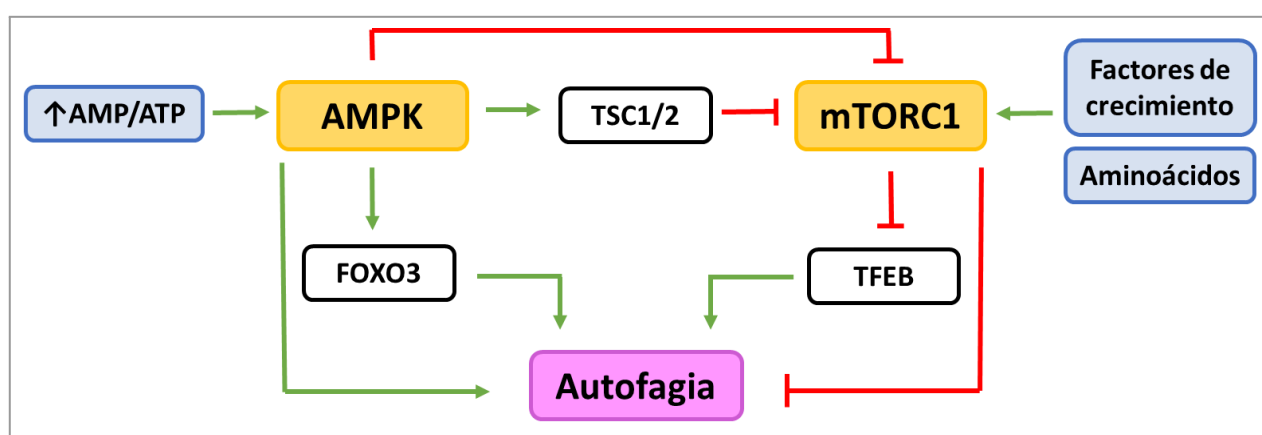 ↑AMP/ATP
AMPK
TSC1/2
mTORC1
Factores de
crecimiento
Aminoácidos
FOXO3
TFEB
Autofagia